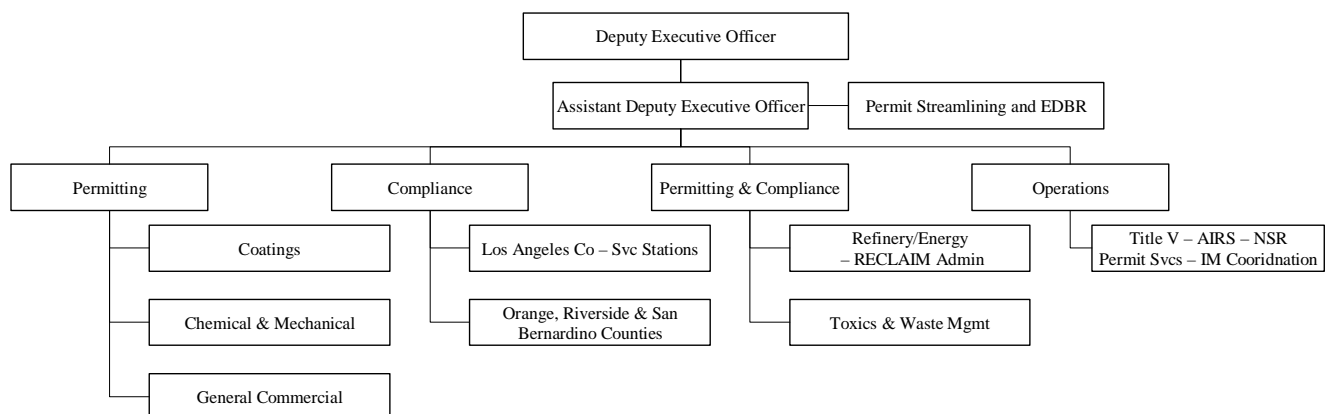 Deputy Executive Officer
Assistant Deputy Executive Officer
Permit Streamlining and EDBR
Permitting
Compliance
Permitting & Compliance
Operations
Coatings
Los Angeles Co – Svc Stations
Refinery/Energy
– RECLAIM Admin
Title V – AIRS – NSR
Permit Svcs – IM Cooridnation
Chemical & Mechanical
Orange, Riverside & San
Bernardino Counties
Toxics & Waste Mgmt
General Commercial